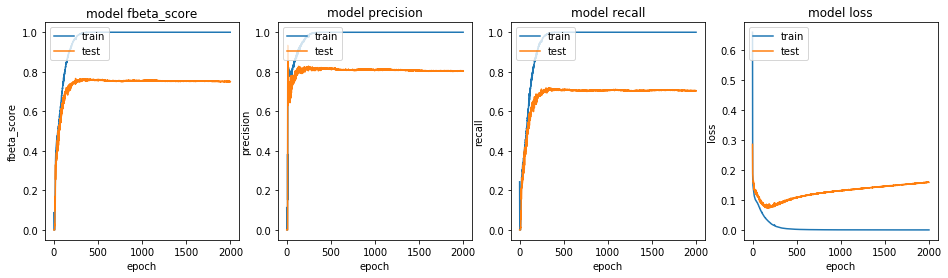 model fbeta_score
train
test
fbeta_score
1.0
0.8
0.6
0.4
0.2
0.0
0 500 1000 1500 2000
epoch
model precision
train
test
precision
1.0
0.8
0.6
0.4
0.2
0.0
0 500 1000 1500 2000
epoch
model recall
train
test
recall
1.0
0.8
0.6
0.4
0.2
0.0
0 500 1000 1500 2000
epoch
model loss
train
test
loss
0.6
0.5
0.4
0.3
0.2
0.1
0.0
0 500 1000 1500 2000
epoch